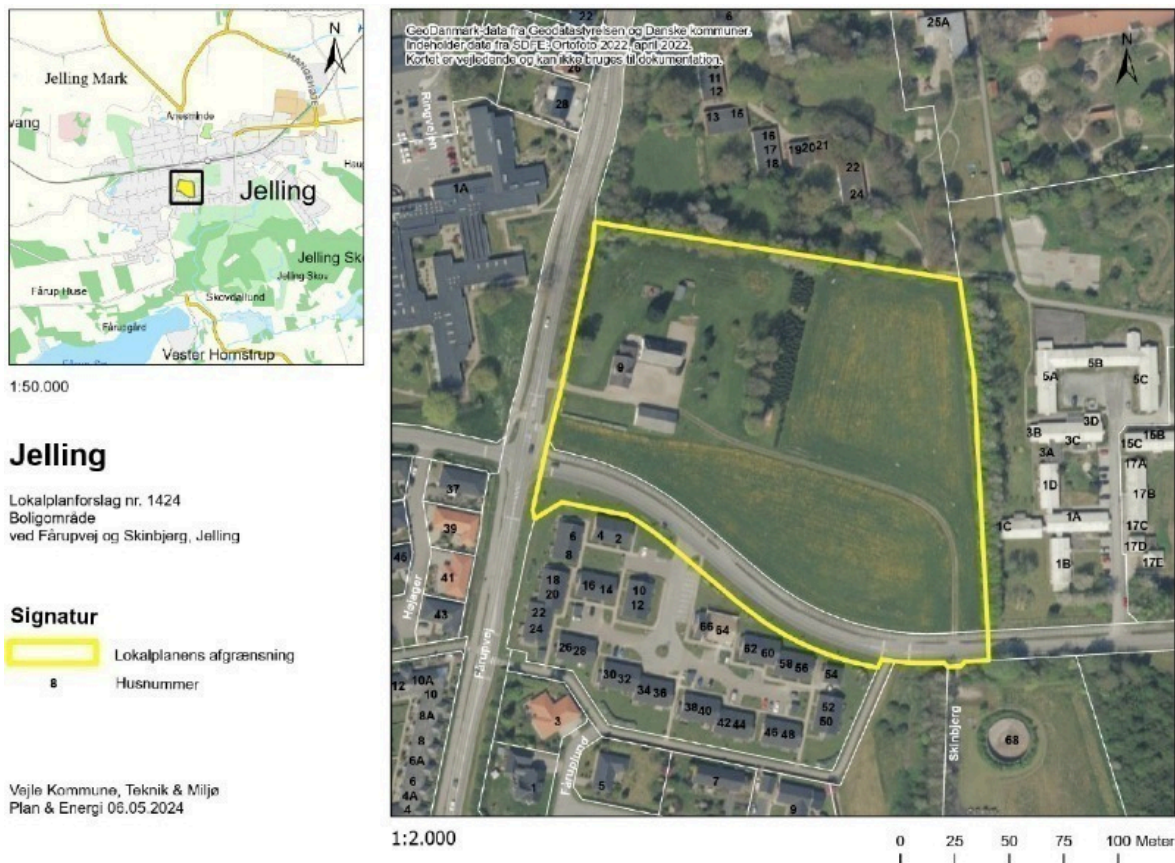 N
Jelling Mark
Anesminde
MANGEHØJE
Jelling
Fårup Huse
Fårupgård
Skovdallund
Jelling Skov
Vester Hornstrup
1:50.000
Jelling
Lokalplanforslag nr. 1424
Boligområde
ved Fårupvej og Skinbjerg, Jelling
Signatur
Lokalplanens afgrænsning
8 Husnummer
Vejle Kommune, Teknik & Miljø
Plan & Energi 06.05.2024
GeoDanmark-data fra Geodatastyrelsen og Danske kommuner.
Indeholder data fra SDFE: Ortofoto 2022, april 2022.
Kortet er vejledende og kan ikke bruges til dokumentation.
N
22
6
25A
26
28
11
12
13 15
Ringvejen
1A
16
17
18
19 20 21
22
24
9
5A
5B
5C
3D
3B
3C
3A
15B
15C
17A
1D
17B
1A
1C
17C
17D
17E
1B
37
39
41
43
46
Højager
Fårupvej
6
8
4 2
18
20
16 14
10
12
22
24
26 28
30 32
34 36
66 64
62 60
58 56
54
52
50
38 40
42 44
46 48
12
10A
10
8A
8
6A
6
4A
4
3
1
5
7
9
Fåruplund
Skinbjerg
68
1:2.000
0 25 50 75 100 Meter